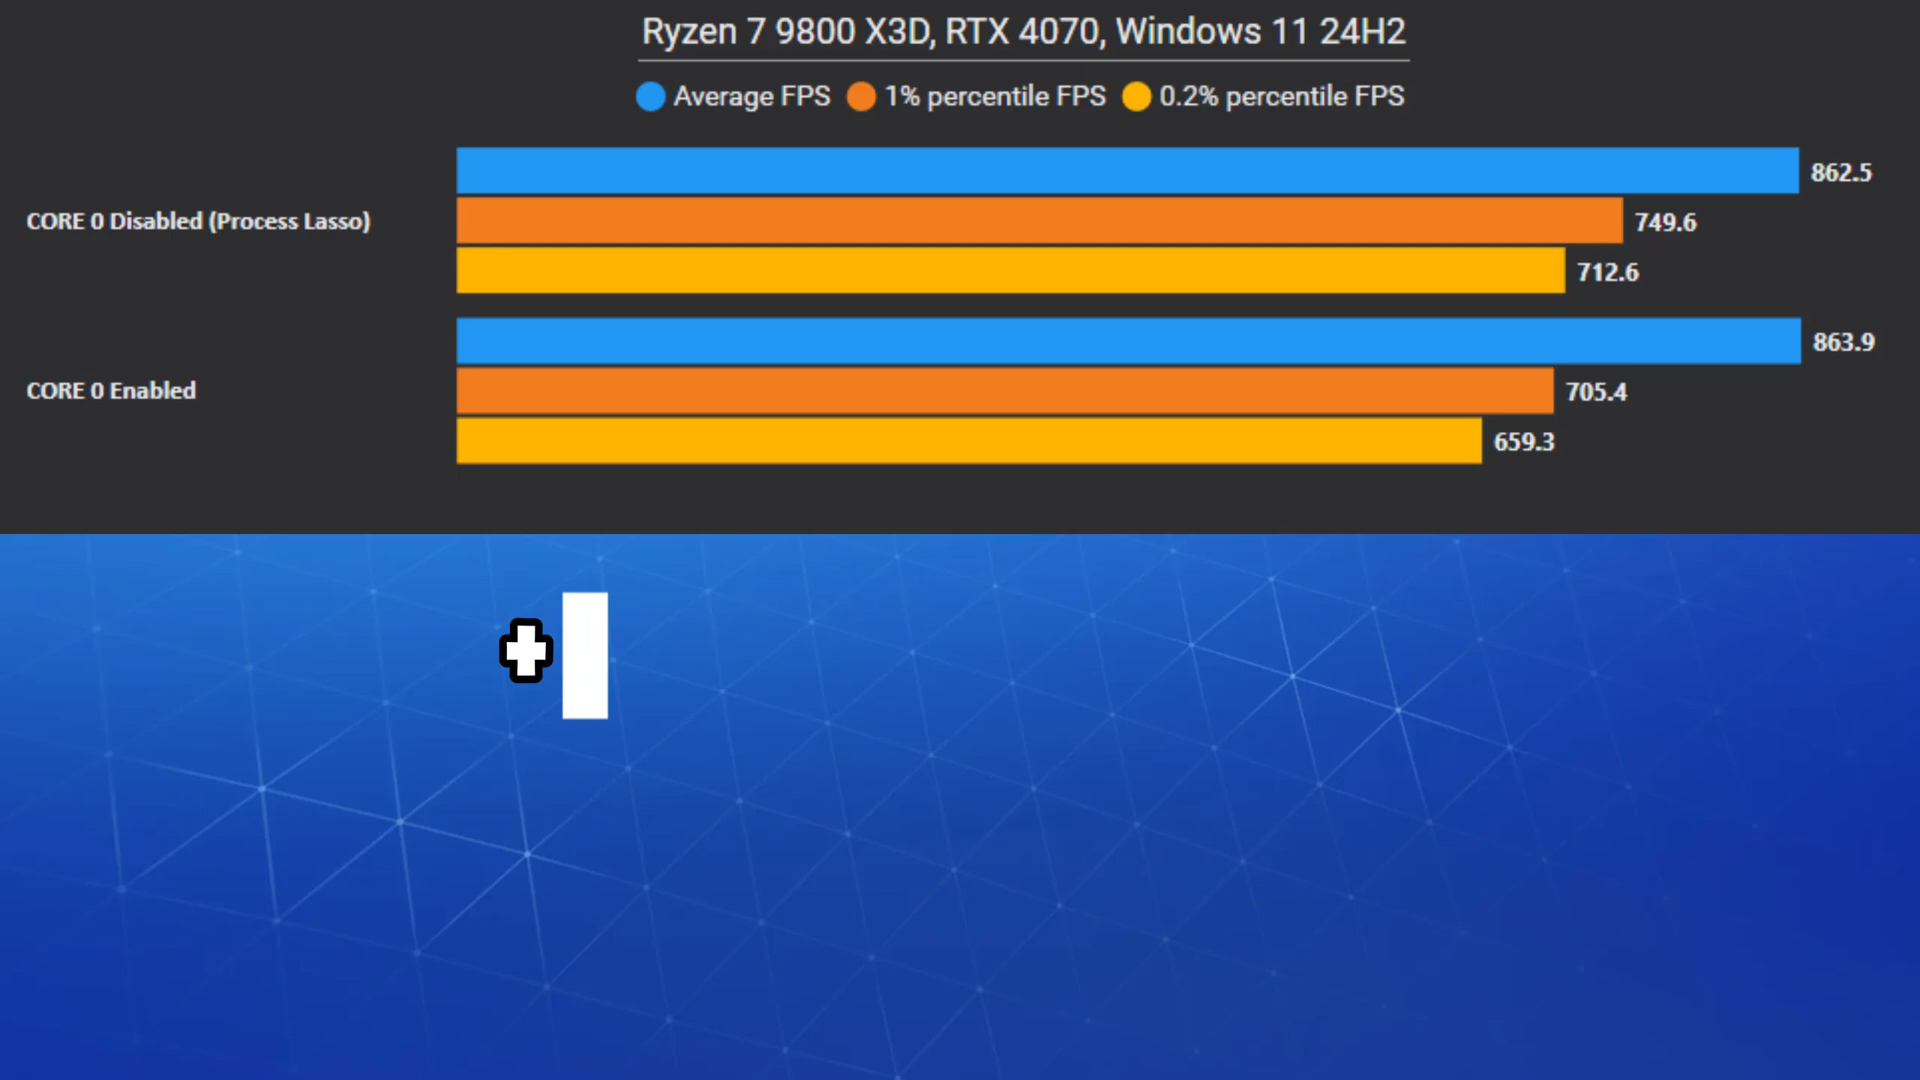 Ryzen 7 9800 X3D, RTX 4070, Windows 11 24H2
Average FPS 1% percentile FPS 0.2% percentile FPS
862.5
CORE 0 Disabled (Process Lasso) 749.6
712.6
863.9
CORE 0 Enabled 705.4
659.3
+